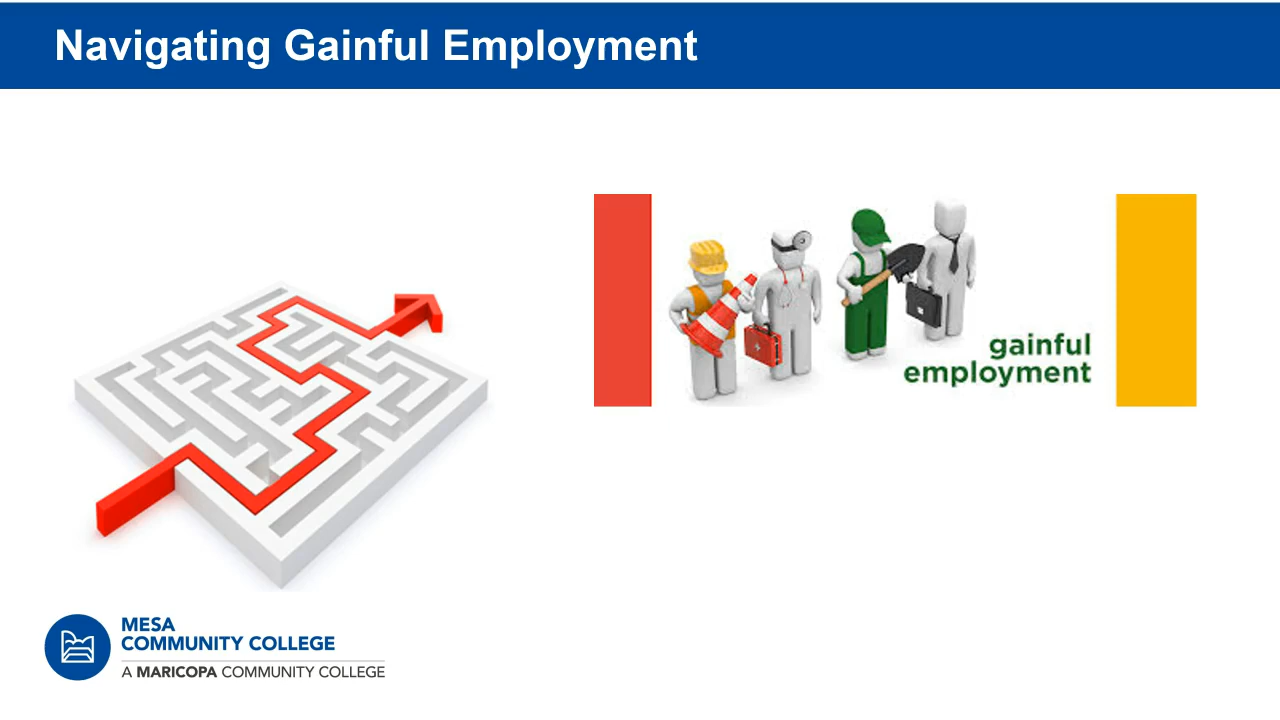 Navigating Gainful Employment
gainful
employment
MESA
COMMUNITY COLLEGE
A MARICOPA COMMUNITY COLLEGE